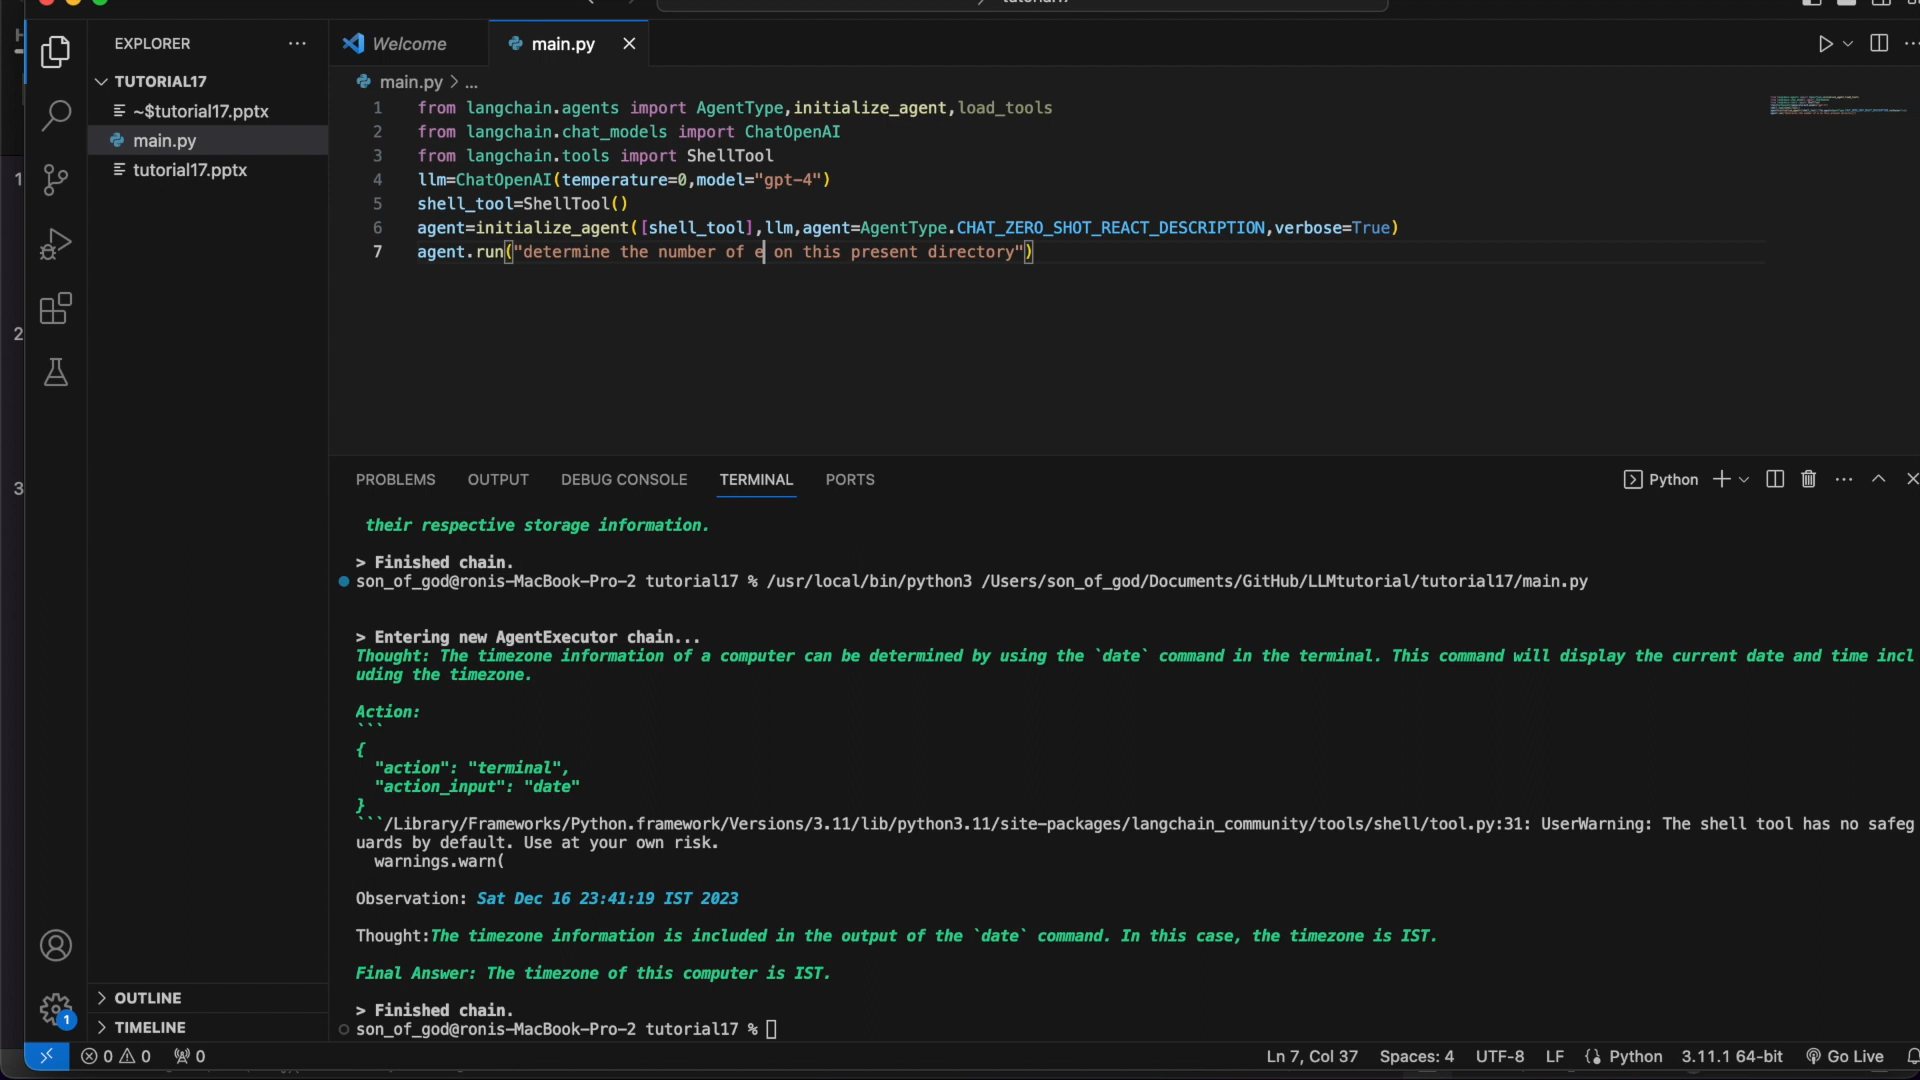 EXPLORER
Welcome
main.py
TUTORIAL17
~$tutorial17.pptx
main.py
tutorial17.pptx
main.py > ...
1 from langchain.agents import AgentType,initialize_agent,load_tools
2 from langchain.chat_models import ChatOpenAI
3 from langchain.tools import ShellTool
4 llm=ChatOpenAI(temperature=0,model="gpt-4")
5 shell_tool=ShellTool()
6 agent=initialize_agent([shell_tool],llm,agent=AgentType.CHAT_ZERO_SHOT_REACT_DESCRIPTION,verbose=True)
7 agent.run("determine the number of e on this present directory")
1
2
3
PROBLEMS OUTPUT DEBUG CONSOLE TERMINAL PORTS
Python
their respective storage information.
> Finished chain.
son_of_god@ronis-MacBook-Pro-2 tutorial17 % /usr/local/bin/python3 /Users/son_of_god/Documents/GitHub/LLMtutorial/tutorial17/main.py
> Entering new AgentExecutor chain...
Thought: The timezone information of a computer can be determined by using the `date` command in the terminal. This command will display the current date and time incl
uding the timezone.
Action:
```
{
"action": "terminal",
"action_input": "date"
}
```/Library/Frameworks/Python.framework/Versions/3.11/lib/python3.11/site-packages/langchain_community/tools/shell/tool.py:31: UserWarning: The shell tool has no safeg
uards by default. Use at your own risk.
warnings.warn(
Observation: Sat Dec 16 23:41:19 IST 2023
Thought:The timezone information is included in the output of the `date` command. In this case, the timezone is IST.
Final Answer: The timezone of this computer is IST.
> Finished chain.
son_of_god@ronis-MacBook-Pro-2 tutorial17 %
OUTLINE
TIMELINE
1
0 0 0
Ln 7, Col 37 Spaces: 4 UTF-8 LF Python 3.11.1 64-bit Go Live